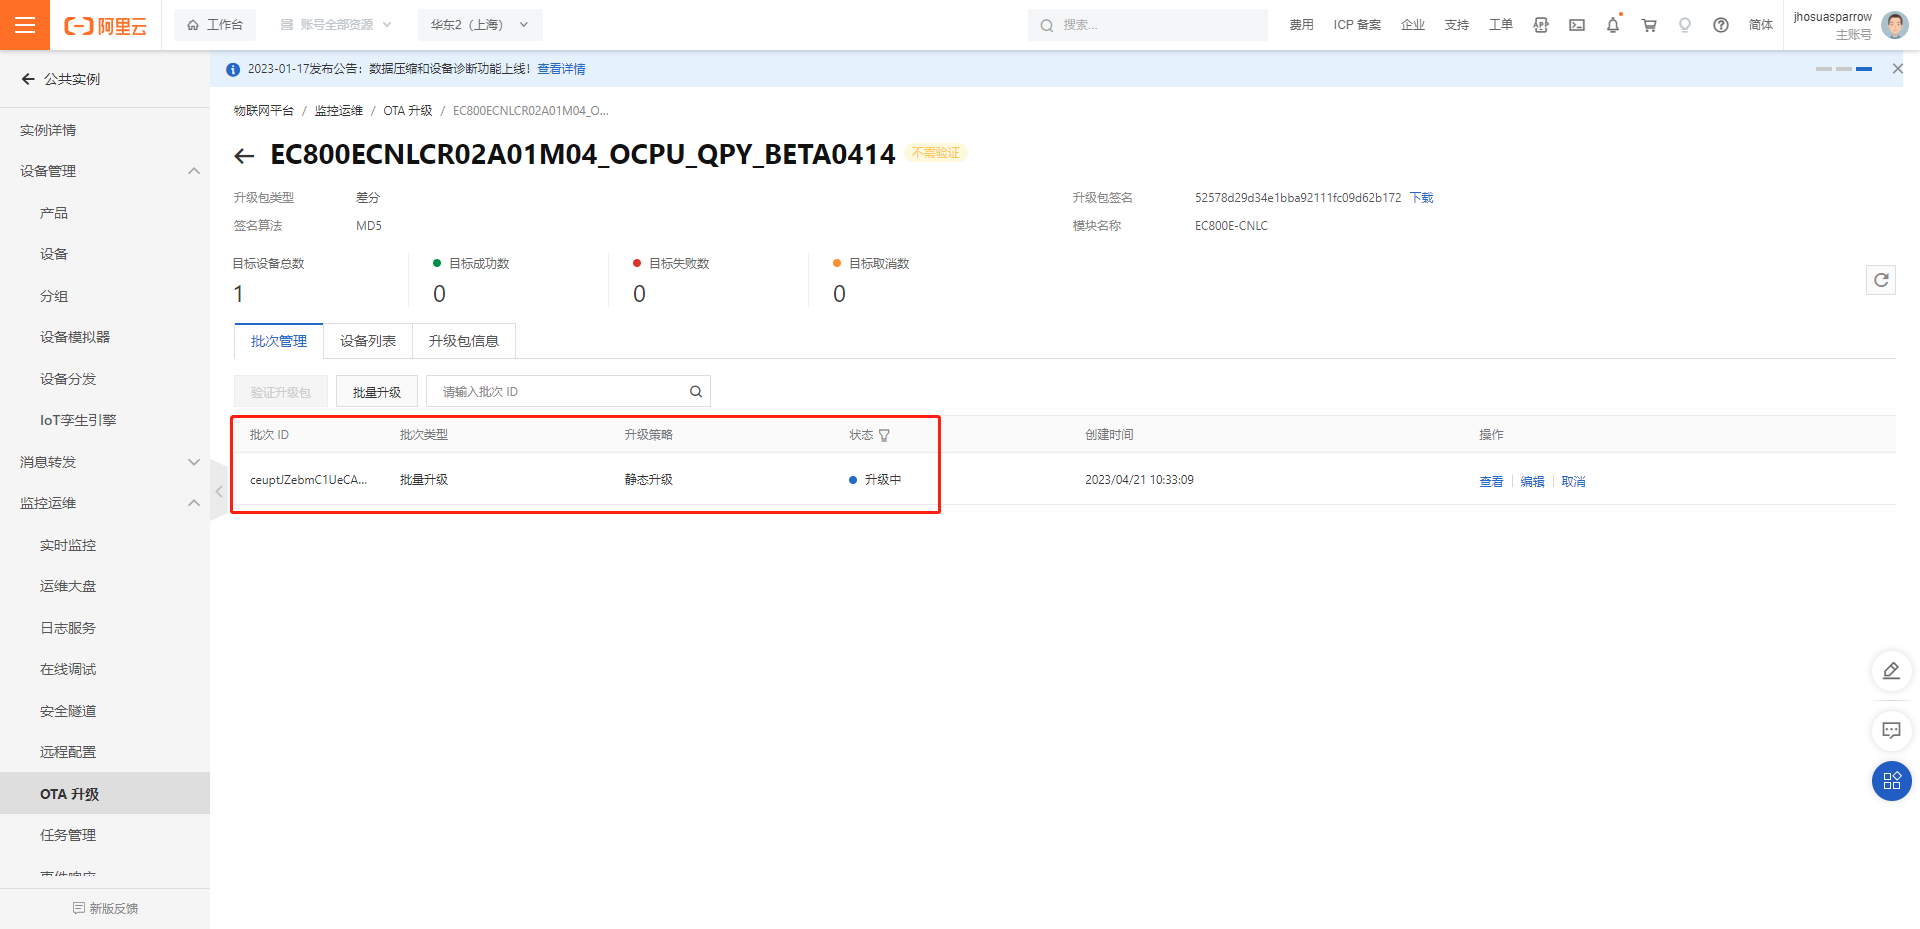 阿里云
工作台
账号全部资源
华东2（上海）
搜索...
费用
ICP 备案
企业
支持
工单
简体
jhosuasparrow
主账号
公共实例
2023-01-17发布公告：数据压缩和设备诊断功能上线！查看详情
物联网平台 / 监控运维 / OTA 升级 / EC800ECNLCR02A01M04_O...
EC800ECNLCR02A01M04_OCPU_QPY_BETA0414 不需验证
升级包类型 差分
升级包签名 52578d29d34e1bba92111fc09d62b172 下载
签名算法 MD5
模块名称 EC800E-CNLC
目标设备总数
1
目标成功数
0
目标失败数
0
目标取消数
0
批次管理
设备列表
升级包信息
验证升级包
批量升级
请输入批次 ID
批次 ID 批次类型 升级策略 状态 创建时间 操作
ceuptJZebmC1UeCA... 批量升级 静态升级 升级中 2023/04/21 10:33:09 查看 编辑 取消
实例详情
设备管理
产品
设备
分组
设备模拟器
设备分发
IoT孪生引擎
消息转发
监控运维
实时监控
运维大盘
日志服务
在线调试
安全隧道
远程配置
OTA 升级
任务管理
新版反馈